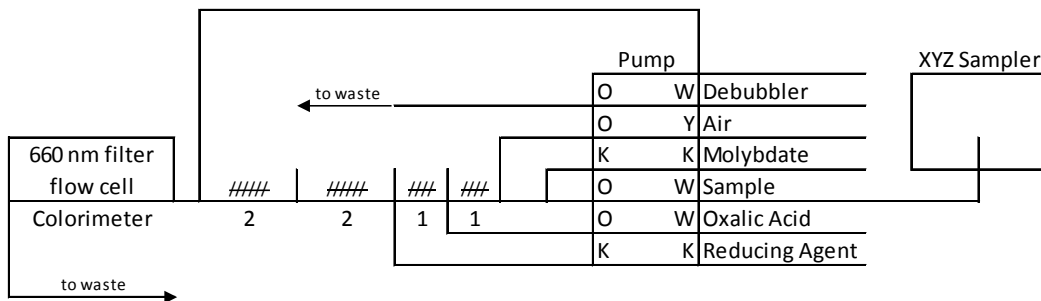 Pump XYZ Sampler
O W Debubbler
to waste
O Y Air
660 nm filter K K Molybdate
flow cell O W Sample
Colorimeter 2 2 1 1 O W Oxalic Acid
K K Reducing Agent
to waste